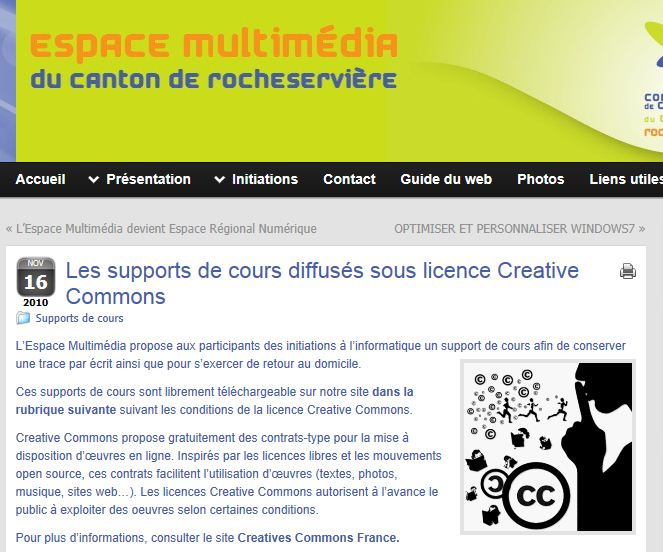 espace multimédia
du canton de rocheservière
Accueil Présentation Initiations Contact Guide du web Photos Liens utiles
« L'Espace Multimédia devient Espace Régional Numérique OPTIMISER ET PERSONNALISER WINDOWS7 »
NOV
16
2010
Les supports de cours diffusés sous licence Creative
Commons
Supports de cours
L'Espace Multimédia propose aux participants des initiations à l'informatique un support de cours afin de conserver
une trace par écrit ainsi que pour s'exercer de retour au domicile.
Ces supports de cours sont librement téléchargeable sur notre site dans la
rubrique suivante suivant les conditions de la licence Creative Commons.
Creative Commons propose gratuitement des contrats-type pour la mise à
disposition d'œuvres en ligne. Inspirés par les licences libres et les mouvements
open source, ces contrats facilitent l'utilisation d'œuvres (textes, photos,
musique, sites web…). Les licences Creative Commons autorisent à l'avance le
public à exploiter des oeuvres selon certaines conditions.
Pour plus d'informations, consulter le site Creatives Commons France.
cc